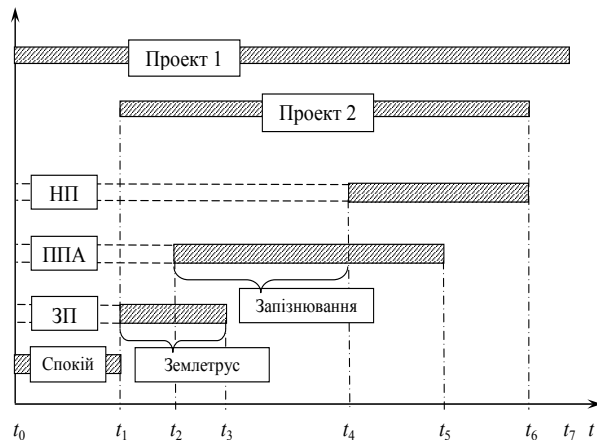 Проект 1
Проект 2
НП
ППА
Запізнювання
ЗП
Спокій
Землетрус
t0 t1 t2 t3 t4 t5 t6 t7 t